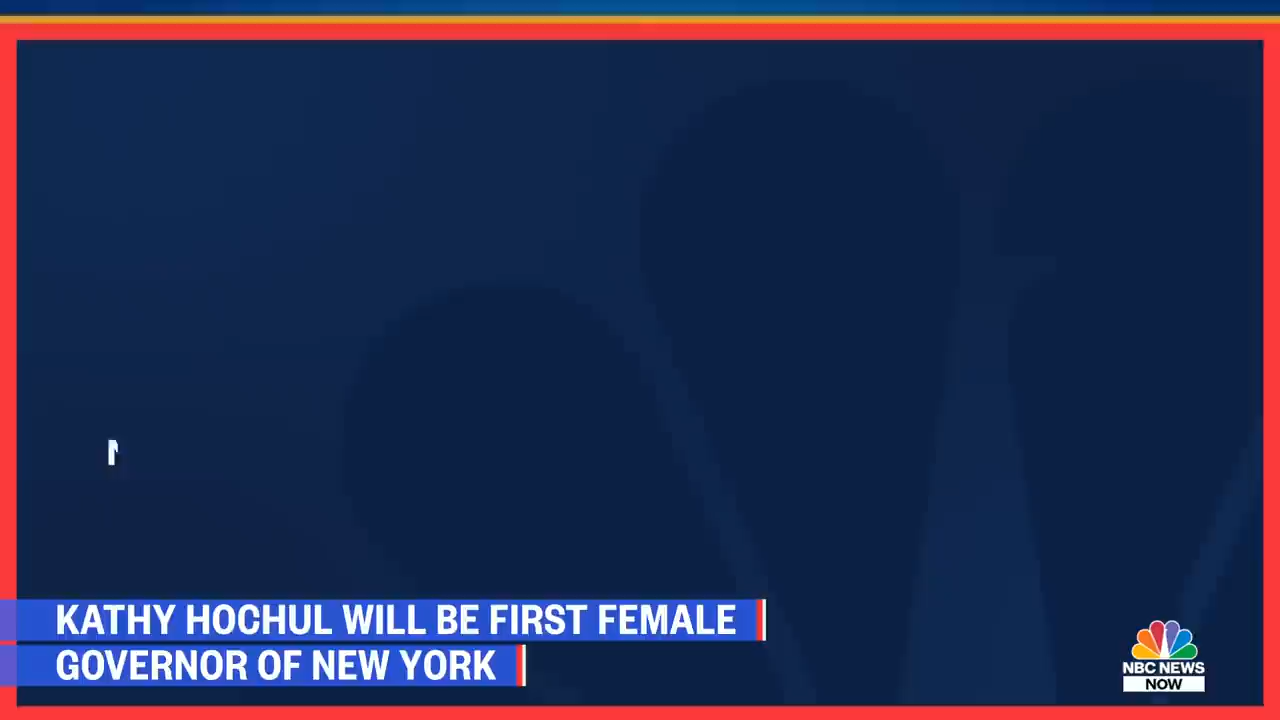 KATHY HOCHUL WILL BE FIRST FEMALE
GOVERNOR OF NEW YORK
NBC NEWS
NOW